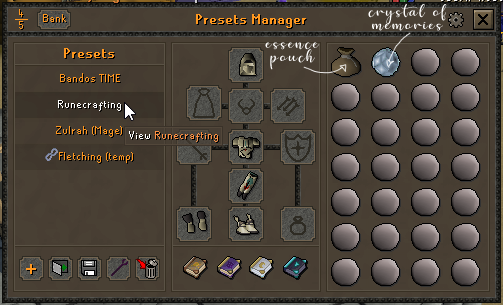 4
5
Bank
Presets Manager
crystal of
memories
essence
pouch
Presets
Bandos TIME
Runecrafting
Zulrah (Mage)
View Runecrafting
Fletching (temp)